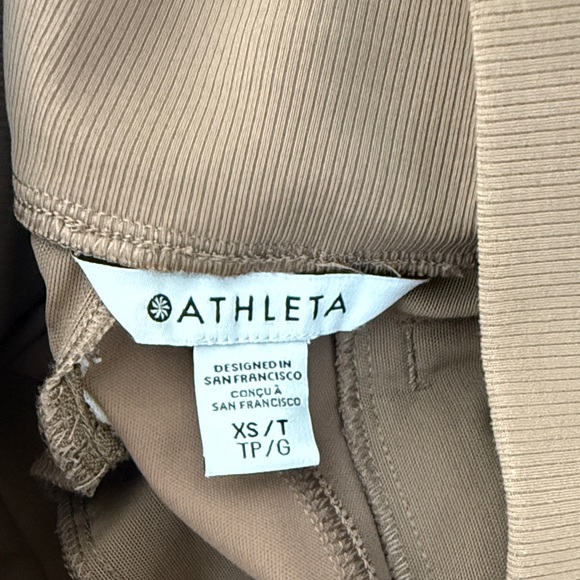 ATHLETA
DESIGNED IN
SAN FRANCISCO
CONÇU À
SAN FRANCISCO
XS/T
TP/G